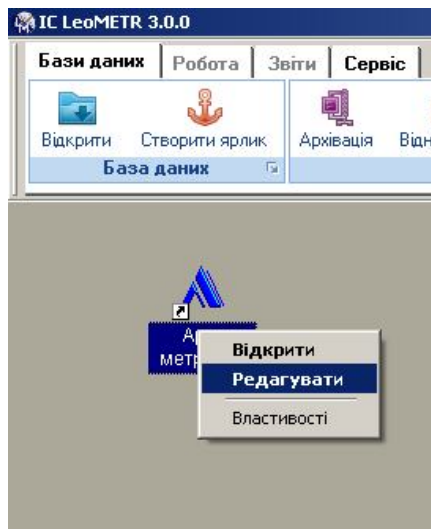 IC LeoMETR 3.0.0
Бази даних Робота Звіти Сервіс
Відкрити Створити ярлик Архівація
База даних
Відкрити
Редагувати
Властивості